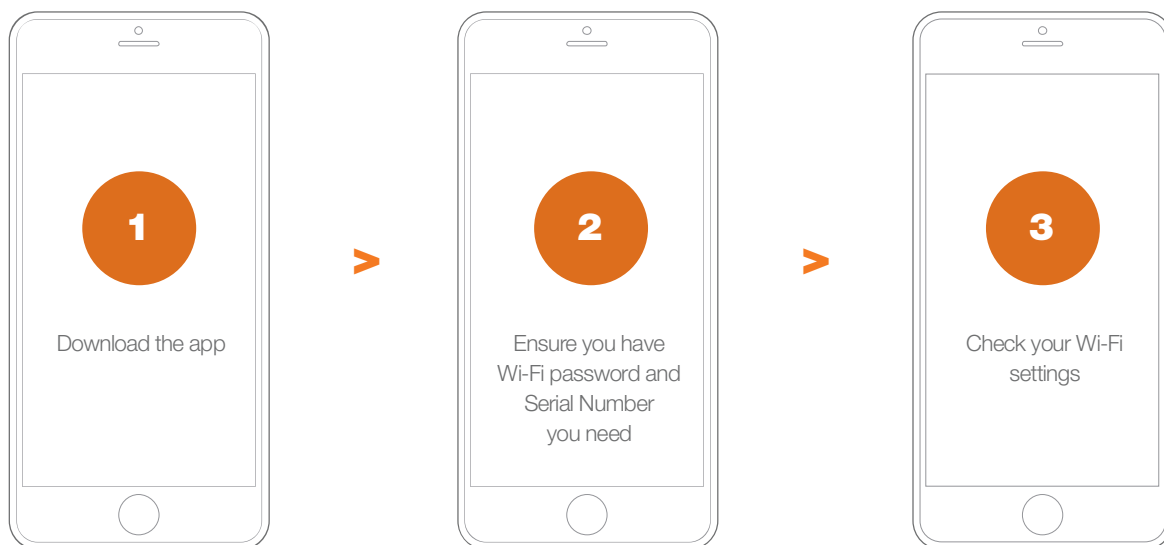 1
Download the app
>
2
Ensure you have
Wi-Fi password and
Serial Number
you need
>
3
Check your Wi-Fi
settings